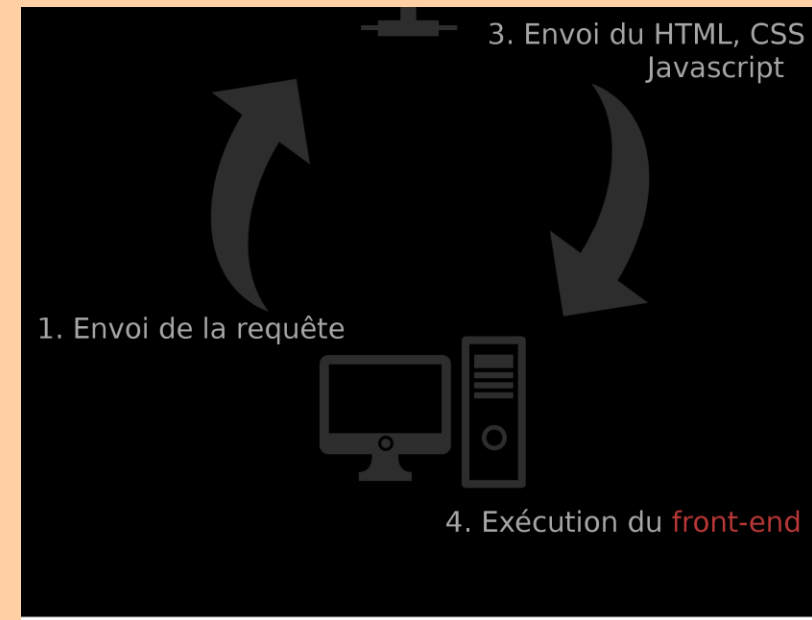 3. Envoi du HTML, CSS
Javascript
1. Envoi de la requête
4. Exécution du front-end